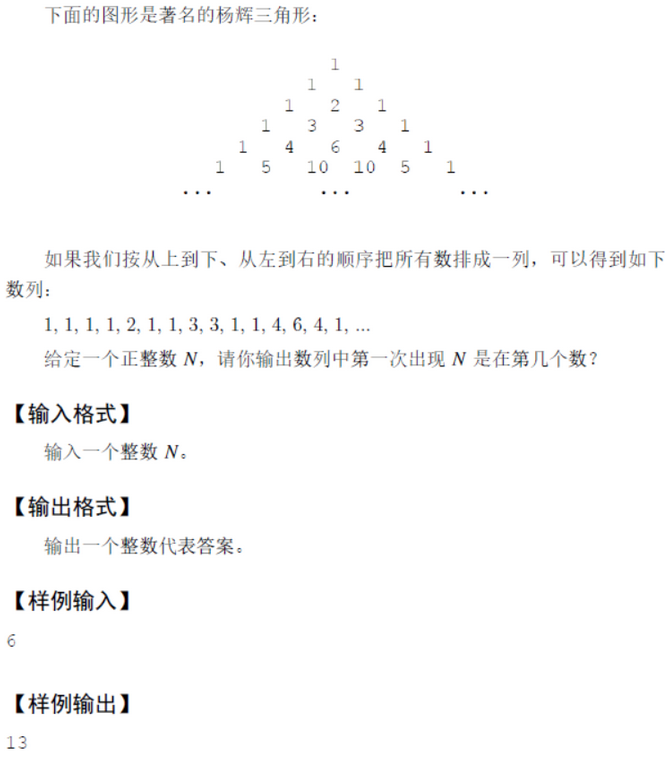 下面的图形是著名的杨辉三角形：
1
1 1
1 2 1
1 3 3 1
1 4 6 4 1
1 5 10 10 5 1
... ... ...
如果我们按从上到下、从左到右的顺序把所有数排成一列，可以得到如下
数列：
1, 1, 1, 1, 2, 1, 1, 3, 3, 1, 1, 4, 6, 4, 1, ...
给定一个正整数 N，请你输出数列中第一次出现 N 是在第几个数？
【输入格式】
输入一个整数 N。
【输出格式】
输出一个整数代表答案。
【样例输入】
6
【样例输出】
13